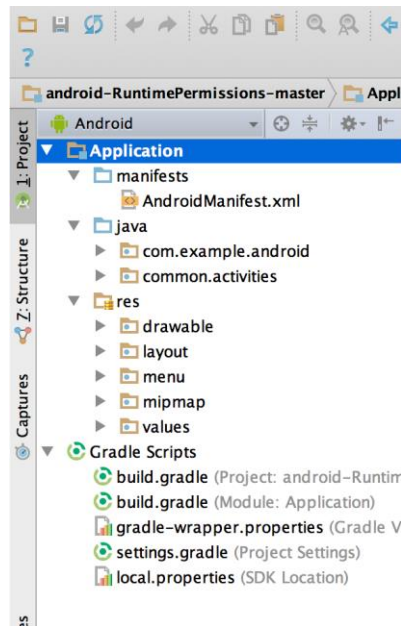 ?
android-RuntimePermissions-master
Appl
Android
1: Project
Application
manifests
AndroidManifest.xml
java
com.example.android
common.activities
Z: Structure
res
drawable
layout
menu
mipmap
values
Captures
Gradle Scripts
build.gradle (Project: android-Runtim
build.gradle (Module: Application)
gradle-wrapper.properties (Gradle V
settings.gradle (Project Settings)
local.properties (SDK Location)
es